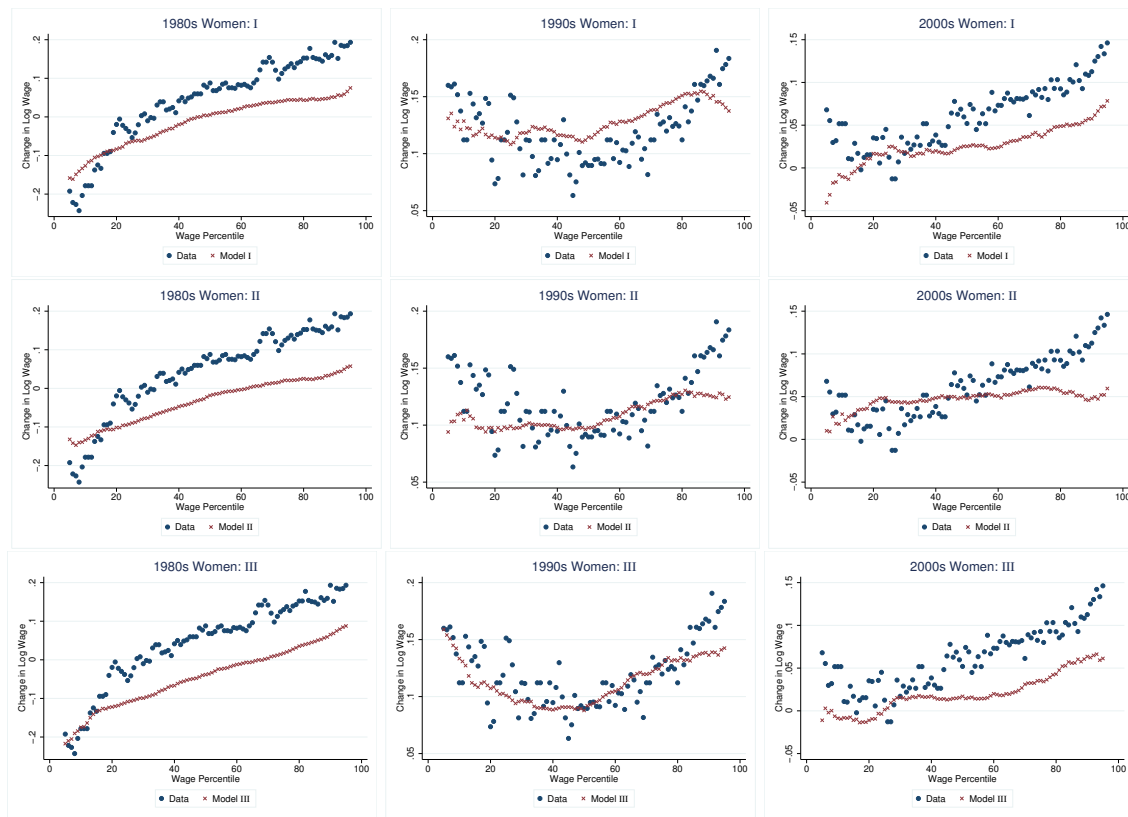 1980s Women: I
Change in Log Wage
-.2 -.1 0 .1 .2
0 20 40 60 80 100
Wage Percentile
Data Model I
1990s Women: I
Change in Log Wage
.05 .1 .15 .2
0 20 40 60 80 100
Wage Percentile
Data Model I
2000s Women: I
Change in Log Wage
-.05 0 .05 .1 .15
0 20 40 60 80 100
Wage Percentile
Data Model I
1980s Women: II
Change in Log Wage
-.2 -.1 0 .1 .2
0 20 40 60 80 100
Wage Percentile
Data Model II
1990s Women: II
Change in Log Wage
.05 .1 .15 .2
0 20 40 60 80 100
Wage Percentile
Data Model II
2000s Women: II
Change in Log Wage
-.05 0 .05 .1 .15
0 20 40 60 80 100
Wage Percentile
Data Model II
1980s Women: III
Change in Log Wage
-.2 -.1 0 .1 .2
0 20 40 60 80 100
Wage Percentile
Data Model III
1990s Women: III
Change in Log Wage
.05 .1 .15 .2
0 20 40 60 80 100
Wage Percentile
Data Model III
2000s Women: III
Change in Log Wage
-.05 0 .05 .1 .15
0 20 40 60 80 100
Wage Percentile
Data Model III